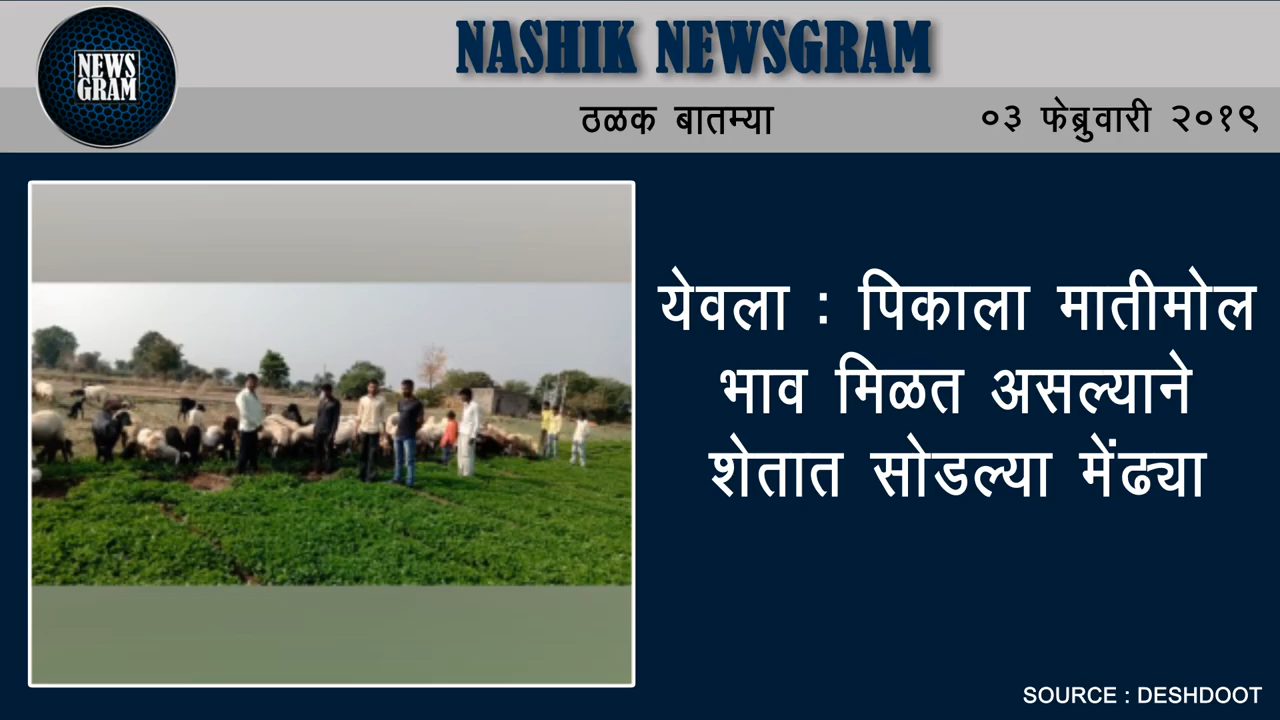 NEWS
GRAM
NASHIK NEWSGRAM
ठळक बातम्या
०३ फेब्रुवारी २०१९
येवला : पिकाला मातीमोल
भाव मिळत असल्याने
शेतात सोडल्या मेंढ्या
SOURCE : DESHDOOT